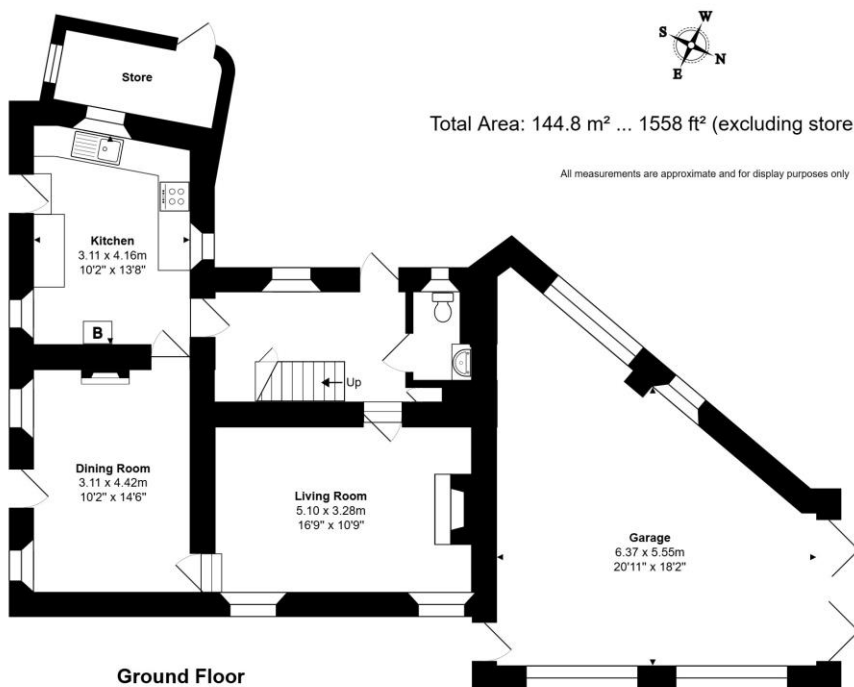 W
S
N
E
Store
Total Area: 144.8 m² ... 1558 ft² (excluding store
All measurements are approximate and for display purposes only
Kitchen
3.11 x 4.16m
10'2" x 13'8"
B
Up
Dining Room
3.11 x 4.42m
10'2" x 14'6"
Living Room
5.10 x 3.28m
16'9" x 10'9"
Garage
6.37 x 5.55m
20'11" x 18'2"
Ground Floor